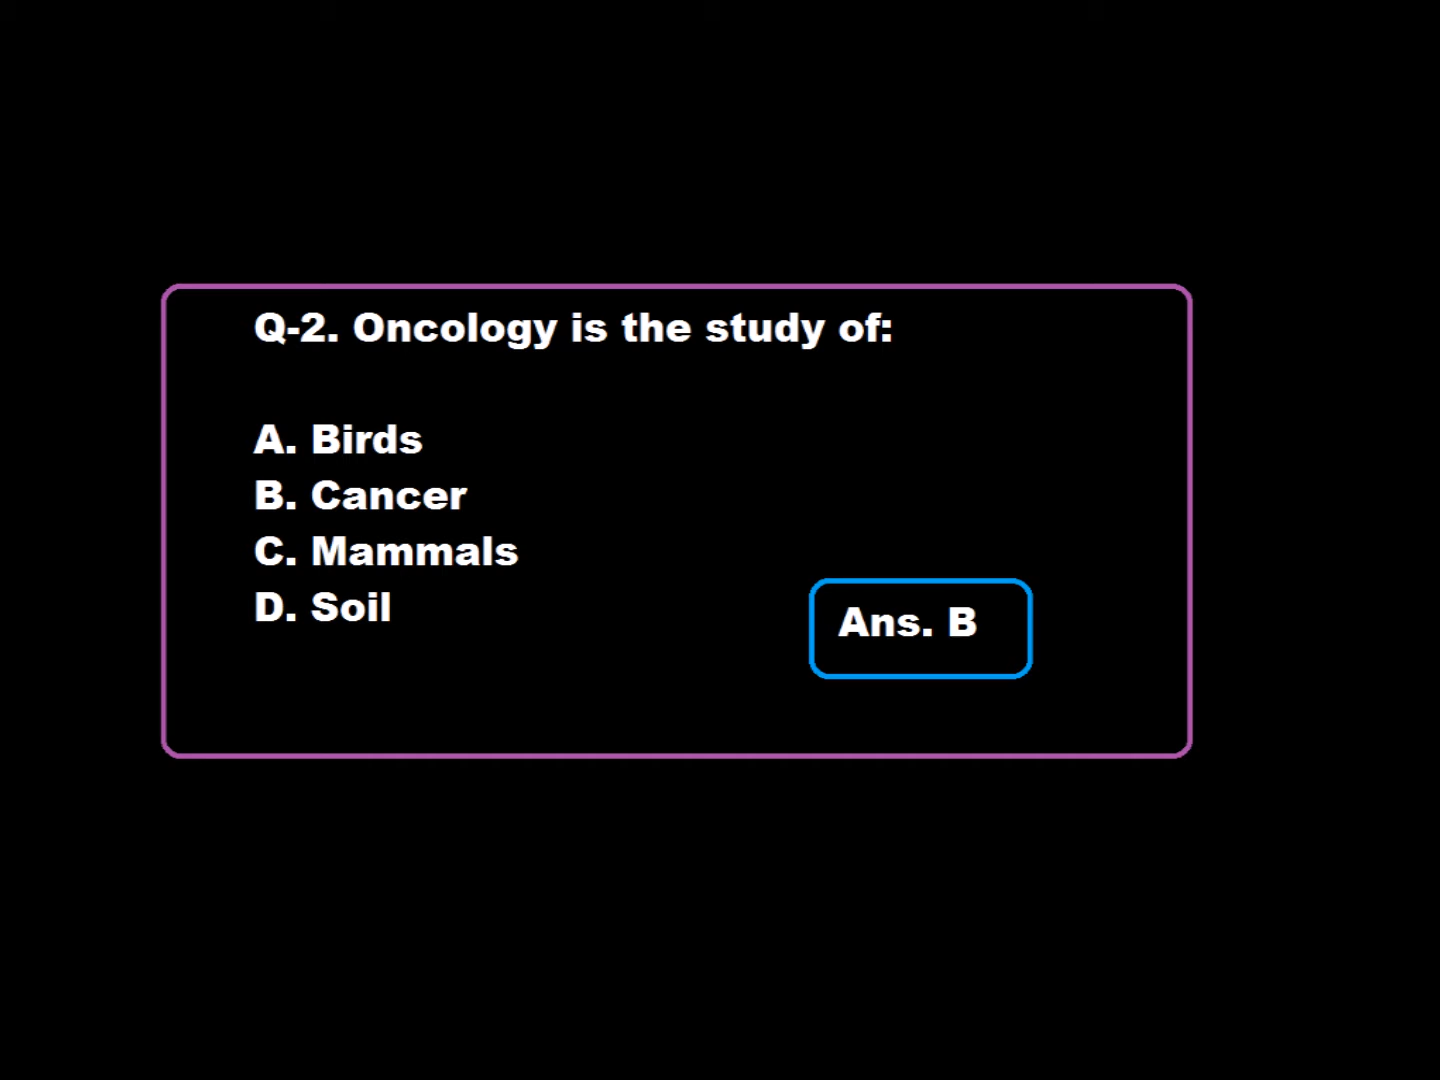 Q-2. Oncology is the study of:
A. Birds
B. Cancer
C. Mammals
D. Soil
Ans. B